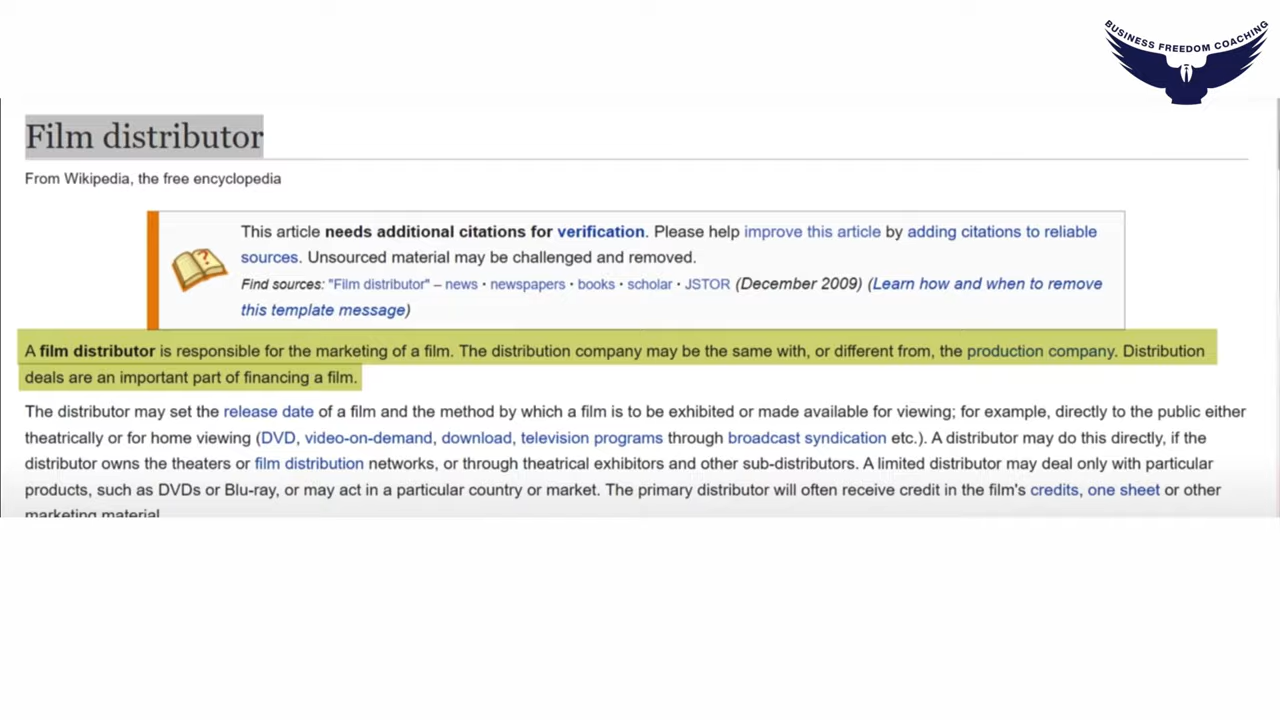 BUSINESS FREEDOM COACHING
Film distributor
From Wikipedia, the free encyclopedia
This article needs additional citations for verification. Please help improve this article by adding citations to reliable
sources. Unsourced material may be challenged and removed.
Find sources: "Film distributor" – news · newspapers · books · scholar · JSTOR (December 2009) (Learn how and when to remove
this template message)
A film distributor is responsible for the marketing of a film. The distribution company may be the same with, or different from, the production company. Distribution
deals are an important part of financing a film.
The distributor may set the release date of a film and the method by which a film is to be exhibited or made available for viewing; for example, directly to the public either
theatrically or for home viewing (DVD, video-on-demand, download, television programs through broadcast syndication etc.). A distributor may do this directly, if the
distributor owns the theaters or film distribution networks, or through theatrical exhibitors and other sub-distributors. A limited distributor may deal only with particular
products, such as DVDs or Blu-ray, or may act in a particular country or market. The primary distributor will often receive credit in the film's credits, one sheet or other
marketing material